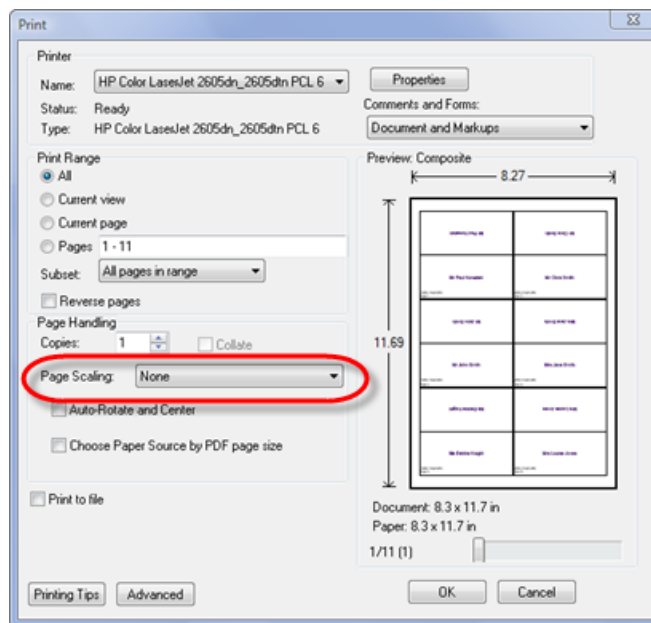 Print
Printer
Name: HP Color LaserJet 2605dn_2605dtn PCL 6
Properties
Status: Ready
Comments and Forms:
Type: HP Color LaserJet 2605dn_2605dtn PCL 6
Document and Markups
Print Range
All
Current view
Current page
Pages 1 - 11
Subset: All pages in range
Reverse pages
Page Handling
Copies: 1
Collate
Page Scaling: None
Auto-Rotate and Center
Choose Paper Source by PDF page size
Print to file
Preview: Composite
8.27
11.69
Document: 8.3 x 11.7 in
Paper: 8.3 x 11.7 in
1/11 (1)
Printing Tips
Advanced
OK
Cancel